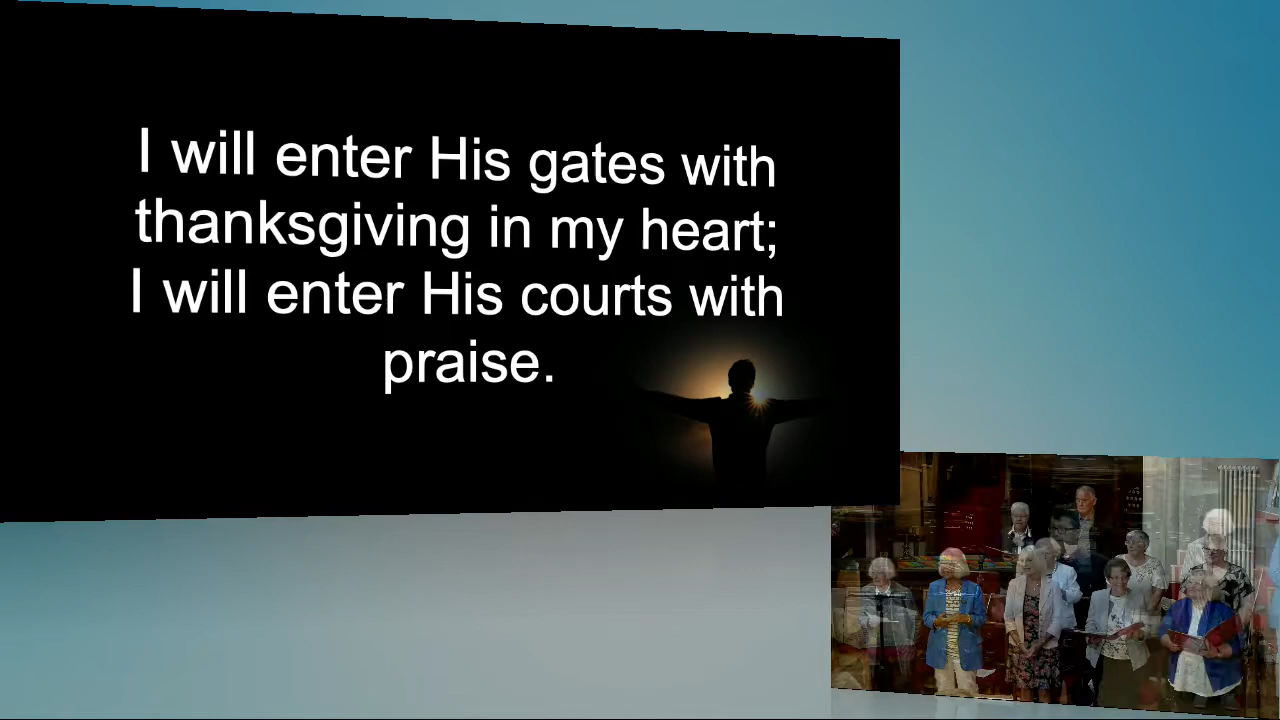 I will enter His gates with
thanksgiving in my heart;
I will enter His courts with
praise.